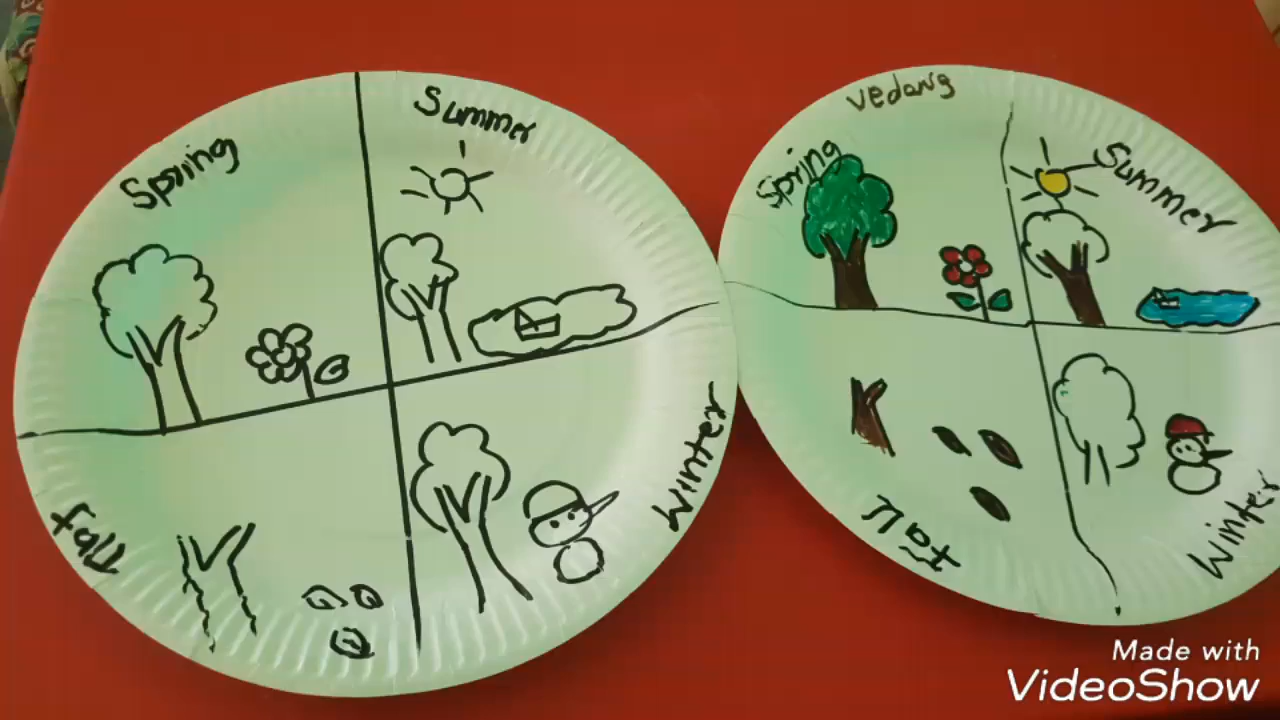 Spring
Summer
Fall
Winter
vedang
Spring
Summer
Fall
Winter
Made with
VideoShow